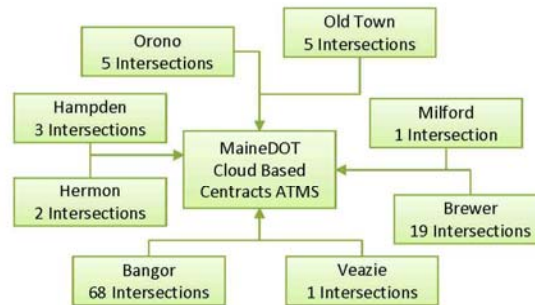 Old Town
5 Intersections
Orono
5 Intersections
Hampden
3 Intersections
Milford
1 Intersection
MaineDOT
Cloud Based
Centracts ATMS
Hermon
2 Intersections
Brewer
19 Intersections
Bangor
68 Intersections
Veazie
1 Intersections